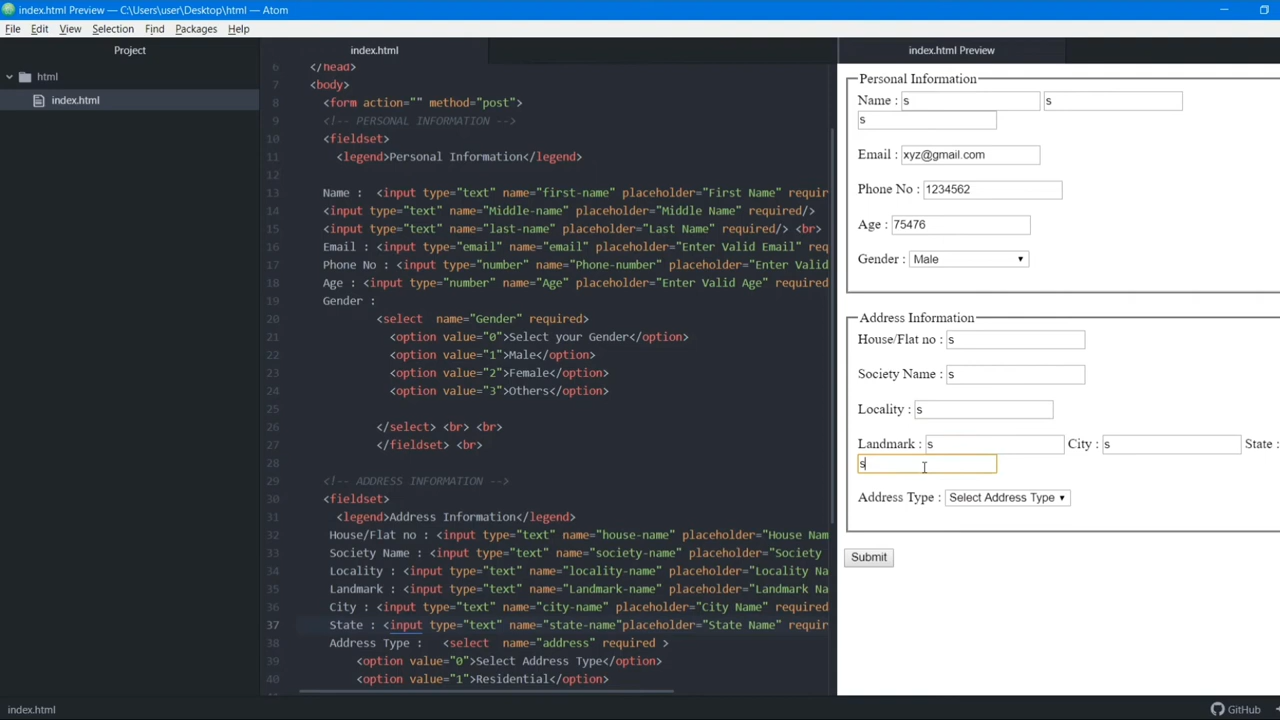 index.html Preview — C:\Users\user\Desktop\html — Atom
File Edit View Selection Find Packages Help
Project
html
index.html
index.html
6 </head>
7 <body>
8 <form action="" method="post">
9 <!-- PERSONAL INFORMATION -->
10 <fieldset>
11 <legend>Personal Information</legend>
12
13 Name : <input type="text" name="first-name" placeholder="First Name" requir
14 <input type="text" name="Middle-name" placeholder="Middle Name" required/>
15 <input type="text" name="last-name" placeholder="Last Name" required/> <br>
16 Email : <input type="email" name="email" placeholder="Enter Valid Email" req
17 Phone No : <input type="number" name="Phone-number" placeholder="Enter Valid
18 Age : <input type="number" name="Age" placeholder="Enter Valid Age" required
19 Gender :
20 <select name="Gender" required>
21 <option value="0">Select your Gender</option>
22 <option value="1">Male</option>
23 <option value="2">Female</option>
24 <option value="3">Others</option>
25
26 </select> <br> <br>
27 </fieldset> <br>
28
29 <!-- ADDRESS INFORMATION -->
30 <fieldset>
31 <legend>Address Information</legend>
32 House/Flat no : <input type="text" name="house-name" placeholder="House Nam
33 Society Name : <input type="text" name="society-name" placeholder="Society
34 Locality : <input type="text" name="locality-name" placeholder="Locality Na
35 Landmark : <input type="text" name="Landmark-name" placeholder="Landmark Na
36 City : <input type="text" name="city-name" placeholder="City Name" required
37 State : <input type="text" name="state-name"placeholder="State Name" requir
38 Address Type : <select name="address" required >
39 <option value="0">Select Address Type</option>
40 <option value="1">Residential</option>
index.html Preview
Personal Information
Name : s s
s
Email : xyz@gmail.com
Phone No : 1234562
Age : 75476
Gender : Male
Address Information
House/Flat no : s
Society Name : s
Locality : s
Landmark : s City : s State :
s
Address Type : Select Address Type
Submit
index.html
GitHub